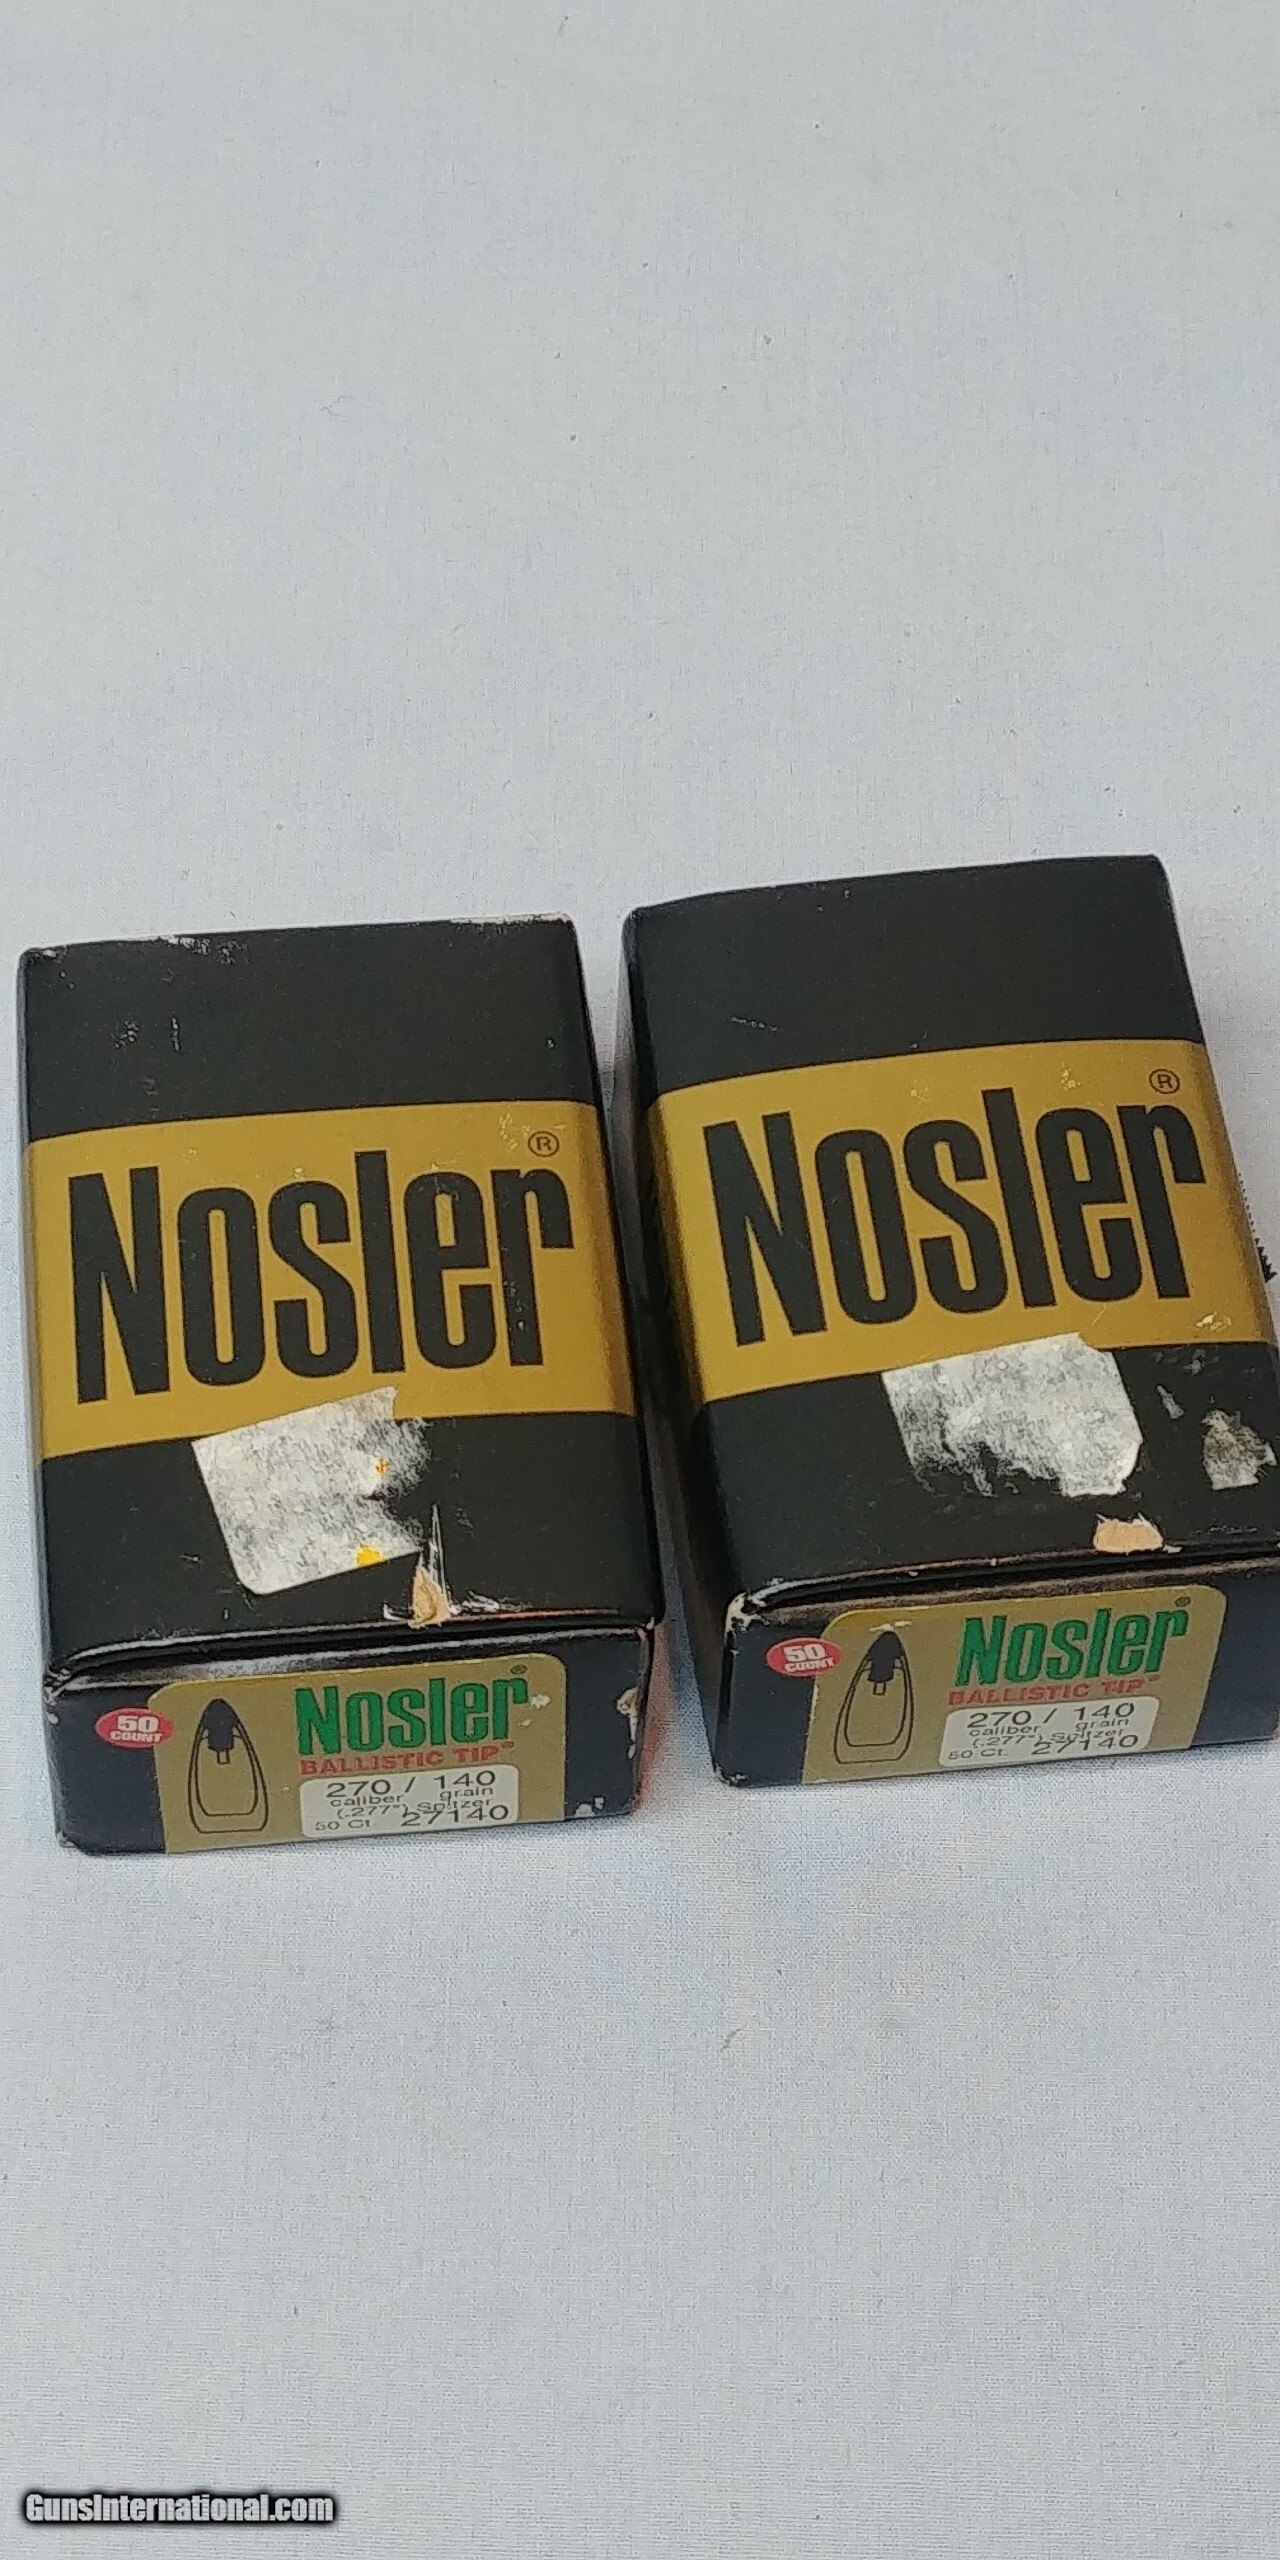 Nosler®
50
COUNT
Nosler®
BALLISTIC TIP®
270 / 140
caliber grain
(.277") Spitzer
50 Ct. 27140
Nosler®
50
COUNT
Nosler®
BALLISTIC TIP®
270 / 140
caliber grain
(.277") Spitzer
50 Ct. 27140
GunsInternational.com